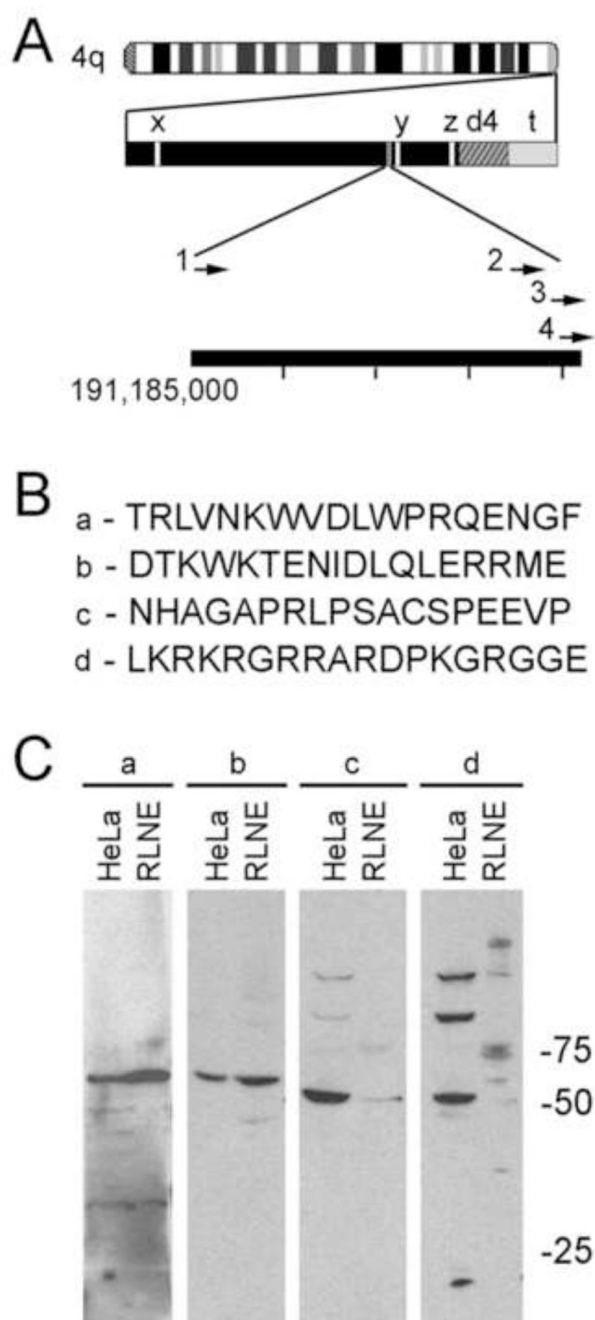 A
4q
x y z d4 t
1 2
3
4
191,185,000
B
a - TRLVNKWVDLWPRQENGF
b - DTKWKTENIDLQLERRME
c - NHAGAPRLPSACSPEEVP
d - LKRKRGRRARDPKGRGGE
C
a b c d
HeLa RLNE HeLa RLNE HeLa RLNE HeLa RLNE
-75
-50
-25